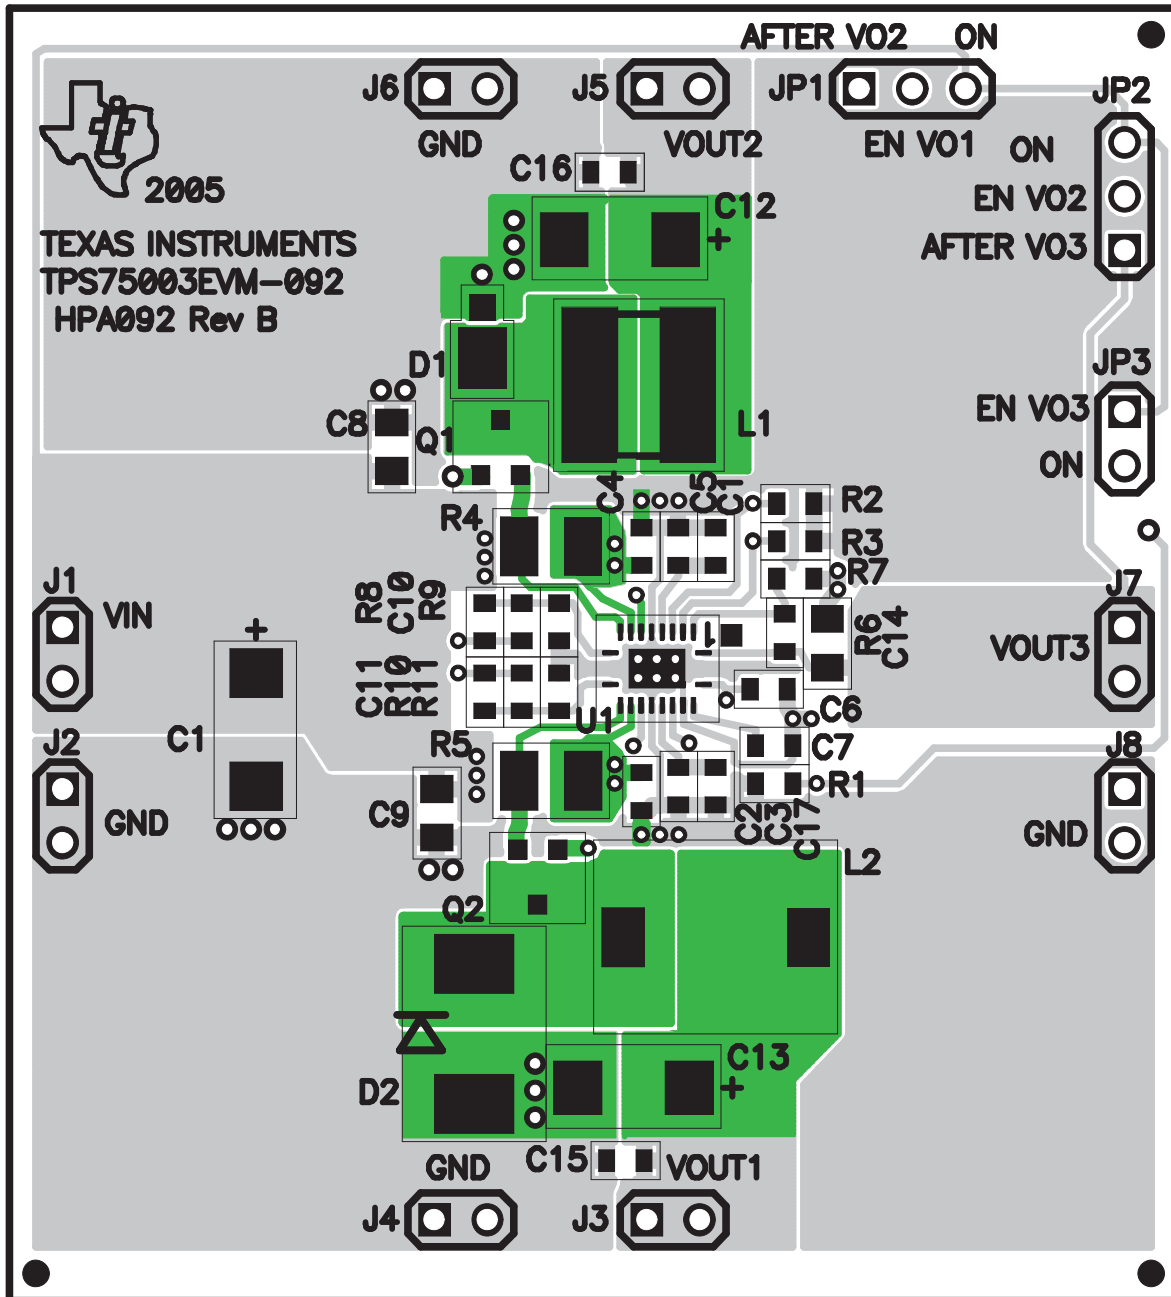 AFTER VO2 ON
J6
J5
JP1
JP2
GND
VOUT2
EN VO1
ON
C16
EN VO2
2005
C12
+
AFTER VO3
TEXAS INSTRUMENTS
TPS75003EVM-092
HPA092 Rev B
D1
JP3
C8
Q1
L1
EN VO3
ON
C4
C5
C1
R2
R4
R3
R7
J1
VIN
R8
C10
R9
1
R6
C14
J7
VOUT3
+
C11
R10
R11
U1
C6
C1
J2
R5
C7
J8
R1
GND
C9
C2
C3
C17
GND
L2
Q2
C13
+
D2
GND
C15
VOUT1
J4
J3